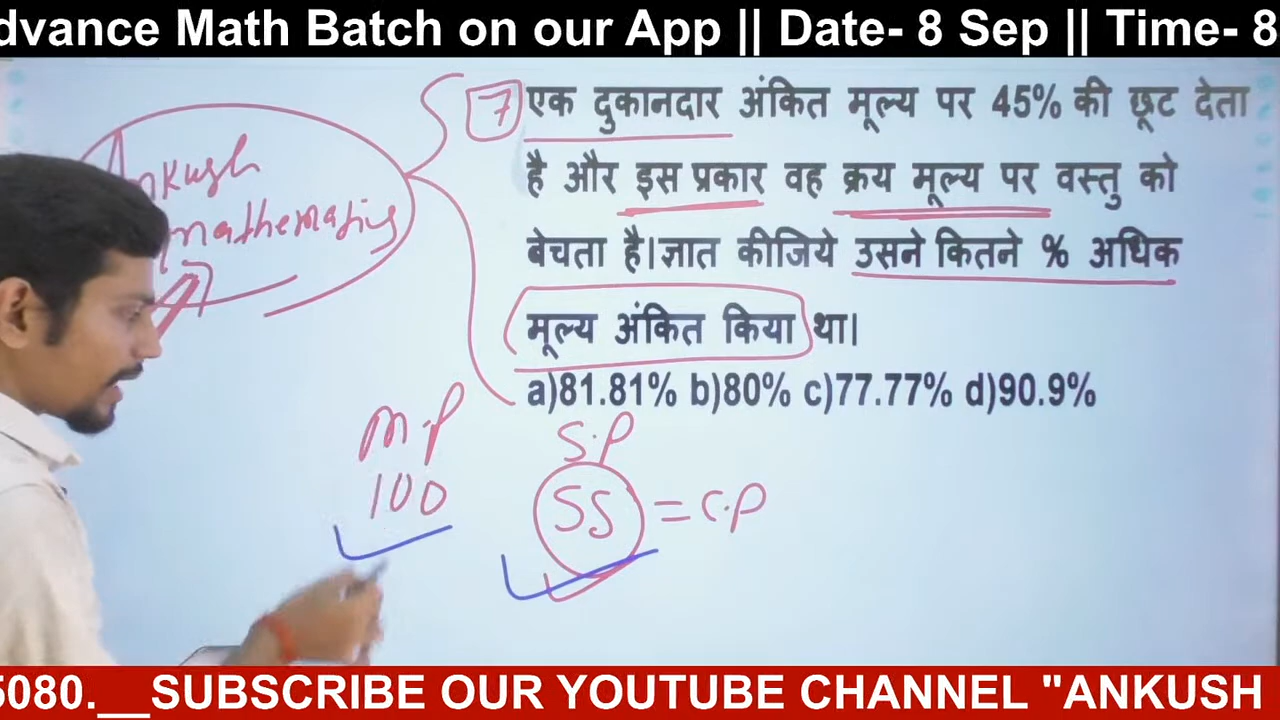 dvance Math Batch on our App || Date- 8 Sep || Time- 8
7 एक दुकानदार अंकित मूल्य पर 45% की छूट देता
है और इस प्रकार वह क्रय मूल्य पर वस्तु को
बेचता है।ज्ञात कीजिये उसने कितने % अधिक
मूल्य अंकित किया था।
a)81.81% b)80% c)77.77% d)90.9%
Ankush
mathematics
M.P
100
S.P
55 = C.P
5080.__SUBSCRIBE OUR YOUTUBE CHANNEL "ANKUSH